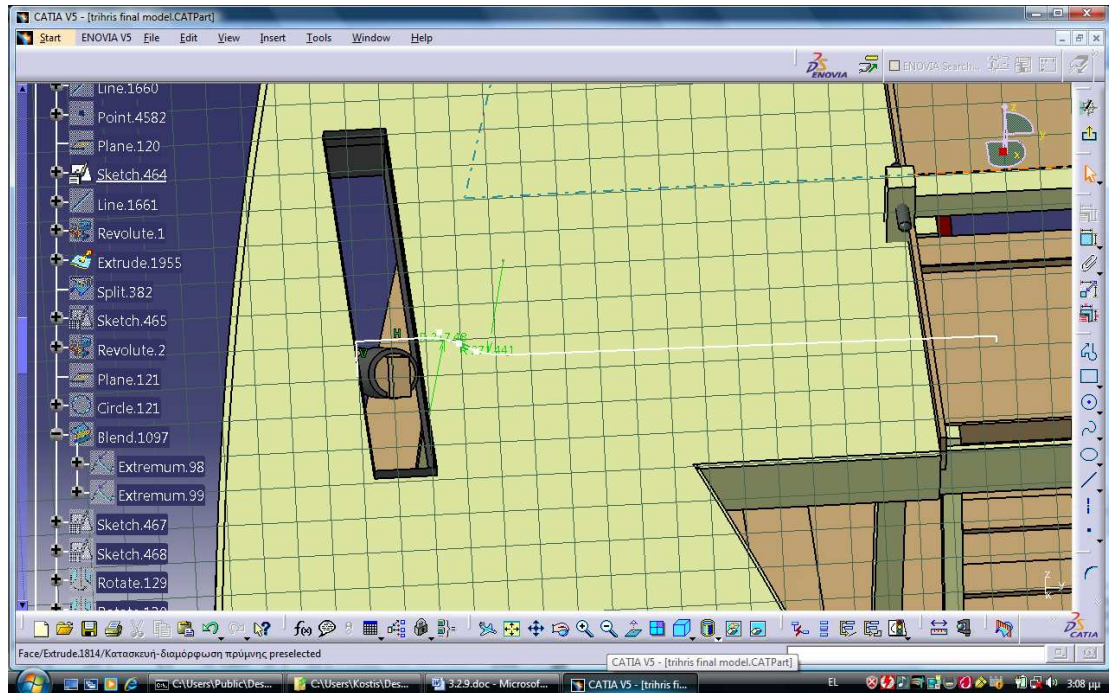 CATIA V5 - [trihris final model.CATPart]
Start ENOVIA V5 File Edit View Insert Tools Window Help
ENOVIA
ENOVIA Search...
Line.1660
Point.4582
Plane.120
Sketch.464
Line.1661
Revolute.1
Extrude.1955
Split.382
Sketch.465
Revolute.2
Plane.121
Circle.121
Blend.1097
Extremum.98
Extremum.99
Sketch.467
Sketch.468
Rotate.129
H
V
z
y
x
z
y
x
f(x)
CATIA
Face/Extrude.1814/Κατασκευή-διαμόρφωση πρύμνης preselected
CATIA V5 - [trihris final model.CATPart]
C:\Users\Public\Des...
C:\Users\Kostis\Des...
3.2.9.doc - Microsof...
CATIA V5 - [trihris fi...
EL
3:08 μμ